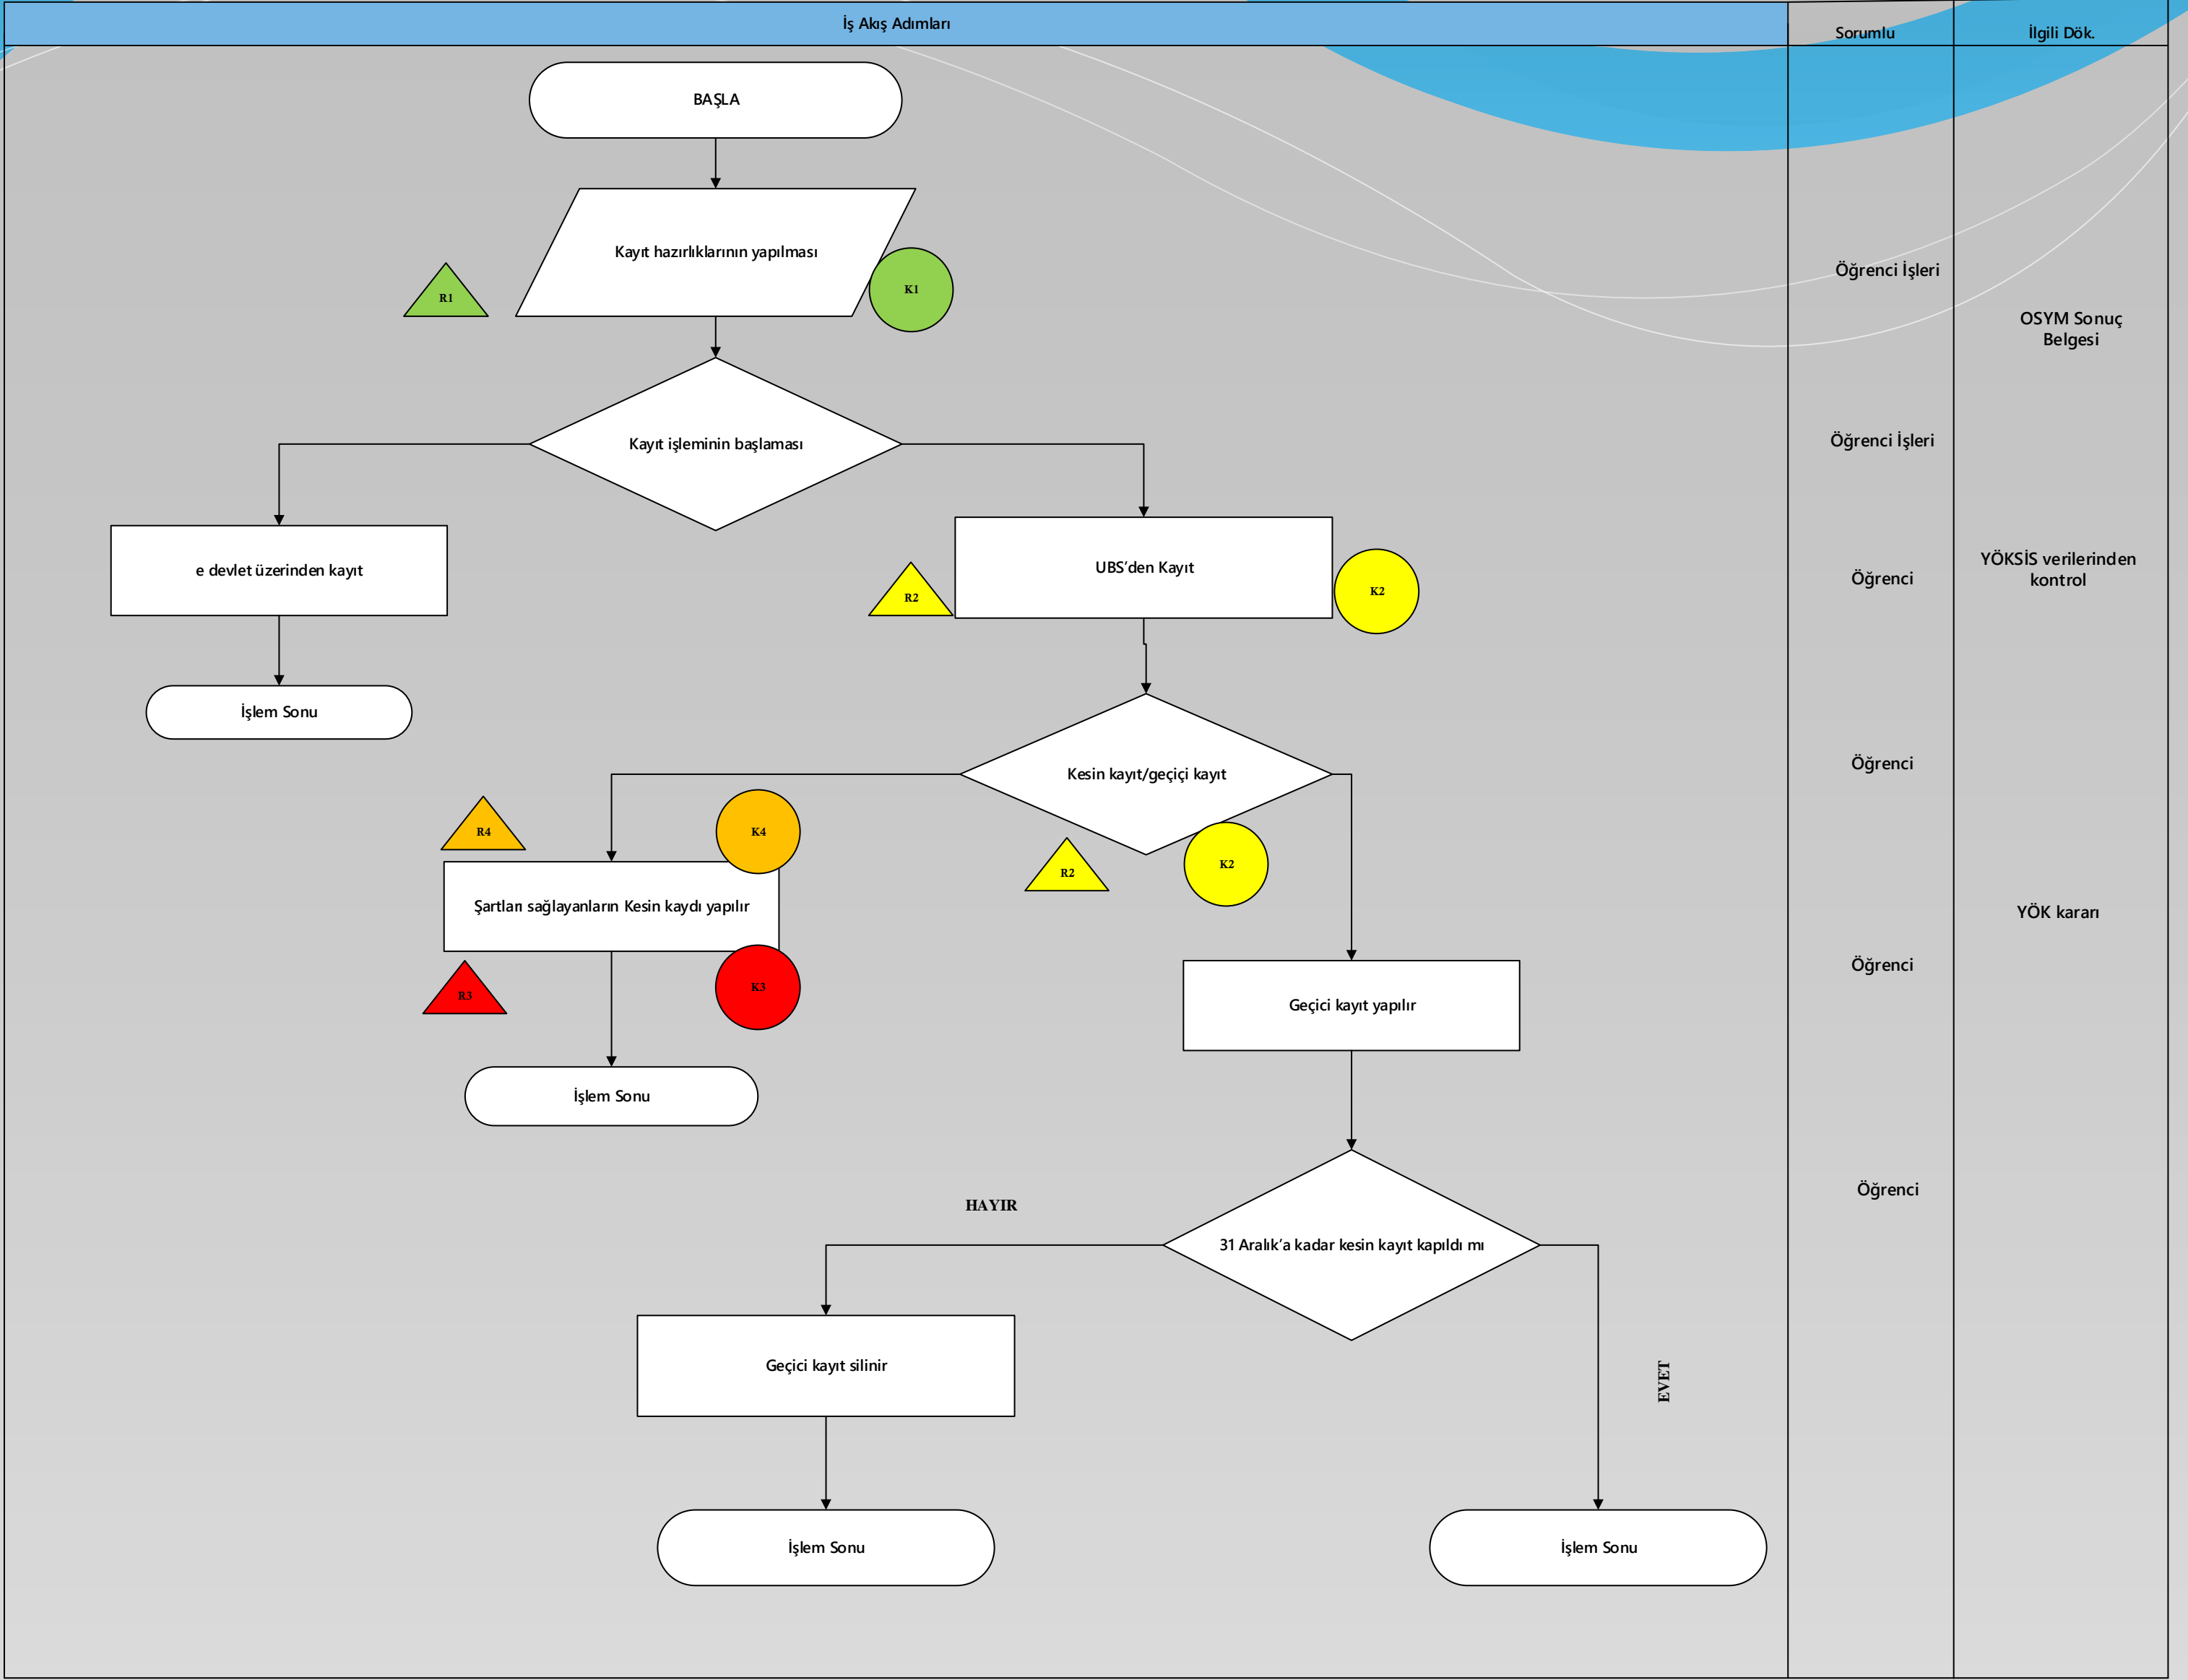 İş Akış Adımları
Sorumlu
İlgili Dök.
BAŞLA
Kayıt hazırlıklarının yapılması
R1
K1
Öğrenci İşleri
OSYM Sonuç
Belgesi
Kayıt işleminin başlaması
Öğrenci İşleri
e devlet üzerinden kayıt
UBS’den Kayıt
R2
K2
Öğrenci
YÖKSİS verilerinden
kontrol
İşlem Sonu
Kesin kayıt/geçiçi kayıt
Öğrenci
R4
K4
R2
K2
Şartları sağlayanların Kesin kaydı yapılır
YÖK kararı
R3
K3
Öğrenci
Geçici kayıt yapılır
İşlem Sonu
Öğrenci
HAYIR
31 Aralık’a kadar kesin kayıt kapıldı mı
Geçici kayıt silinir
EVET
İşlem Sonu
İşlem Sonu